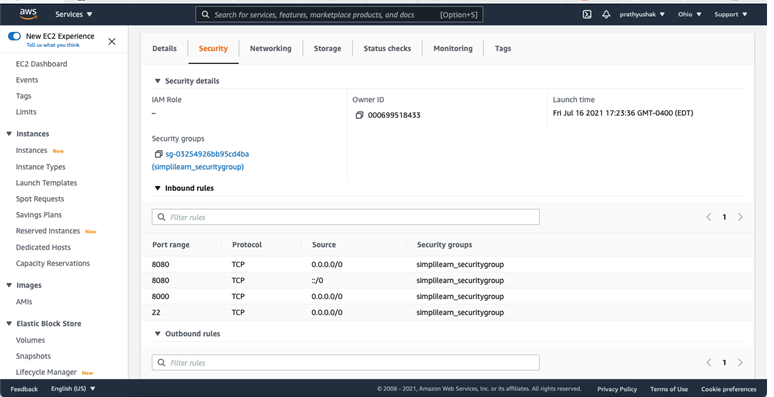 aws
Services ▼
Search for services, features, marketplace products, and docs [Option+S]
prathyushak ▼
Ohio ▼
Support ▼
New EC2 Experience
Tell us what you think
EC2 Dashboard
Events
Tags
Limits
Instances
Instances New
Instance Types
Launch Templates
Spot Requests
Savings Plans
Reserved Instances New
Dedicated Hosts
Capacity Reservations
Images
AMIs
Elastic Block Store
Volumes
Snapshots
Lifecycle Manager New
Details Security Networking Storage Status checks Monitoring Tags
Security details
IAM Role
–
Owner ID
000699518433
Launch time
Fri Jul 16 2021 17:23:36 GMT-0400 (EDT)
Security groups
sg-03254926bb95cd4ba
(simplilearn_securitygroup)
Inbound rules
Filter rules
1
Port range Protocol Source Security groups
8080 TCP 0.0.0.0/0 simplilearn_securitygroup
8080 TCP ::/0 simplilearn_securitygroup
8000 TCP 0.0.0.0/0 simplilearn_securitygroup
22 TCP 0.0.0.0/0 simplilearn_securitygroup
Outbound rules
Filter rules
1
Feedback English (US) ▼
© 2008 - 2021, Amazon Web Services, Inc. or its affiliates. All rights reserved.
Privacy Policy Terms of Use Cookie preferences